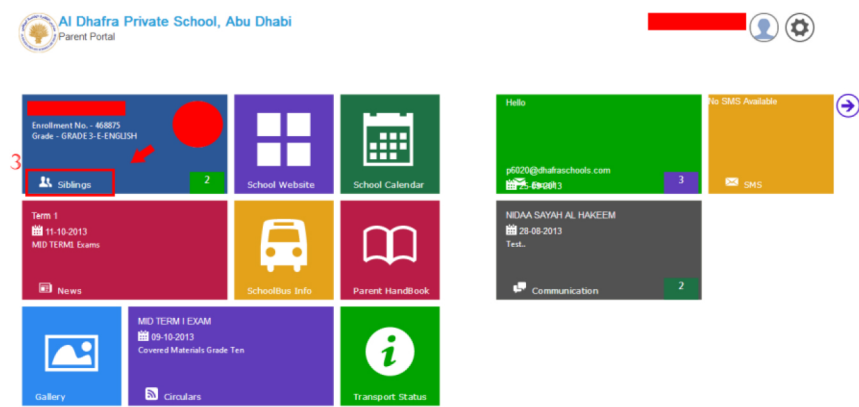 Al Dhafra Private School, Abu Dhabi
Parent Portal
3
Enrollment No. - 468875
Grade - GRADE 3-E-ENGLISH
Siblings
2
School Website
School Calendar
Hello
p6020@dhafraschools.com
3
No SMS Available
SMS
Term 1
11-10-2013
MID TERM1 Exams
News
SchoolBus Info
Parent HandBook
NIDAA SAYAH AL HAKEEM
28-08-2013
Test..
Communication
2
Gallery
MID TERM I EXAM
09-10-2013
Covered Materials Grade Ten
Circulars
Transport Status